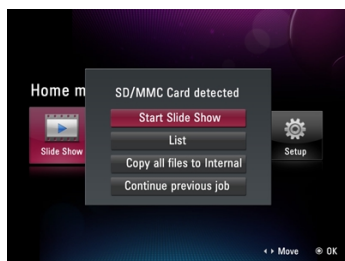 Home m
SD/MMC Card detected
Start Slide Show
List
Copy all files to Internal
Continue previous job
Slide Show
Setup
Move OK